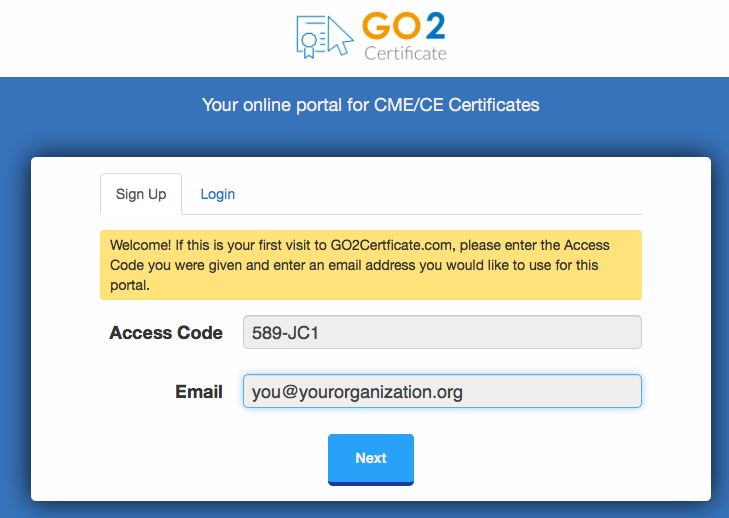 GO2
Certificate
Your online portal for CME/CE Certificates
Sign Up
Login
Welcome! If this is your first visit to GO2Certficate.com, please enter the Access
Code you were given and enter an email address you would like to use for this
portal.
Access Code
589-JC1
Email
you@yourorganization.org
Next